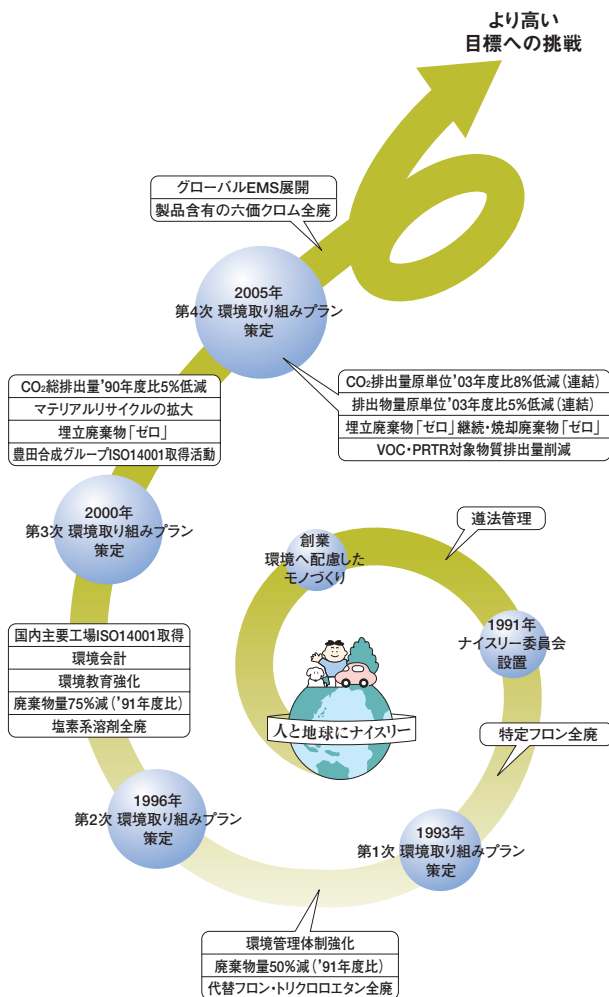 より高い
目標への挑戦
グローバルEMS展開
製品含有の六価クロム全廃
2005年
第4次 環境取り組みプラン
策定
CO₂総排出量’90年度比5%低減
マテリアルリサイクルの拡大
埋立廃棄物「ゼロ」
豊田合成グループISO14001取得活動
CO₂排出量原単位’03年度比8%低減(連結)
排出物量原単位’03年度比5%低減(連結)
埋立廃棄物「ゼロ」継続・焼却廃棄物「ゼロ」
VOC・PRTR対象物質排出量削減
2000年
第3次 環境取り組みプラン
策定
創業
環境へ配慮した
モノづくり
遵法管理
1991年
ナイスリー委員会
設置
国内主要工場ISO14001取得
環境会計
環境教育強化
廃棄物量75%減(’91年度比)
塩素系溶剤全廃
人と地球にナイスリー
特定フロン全廃
1996年
第2次 環境取り組みプラン
策定
1993年
第1次 環境取り組みプラン
策定
環境管理体制強化
廃棄物量50%減(’91年度比)
代替フロン・トリクロロエタン全廃